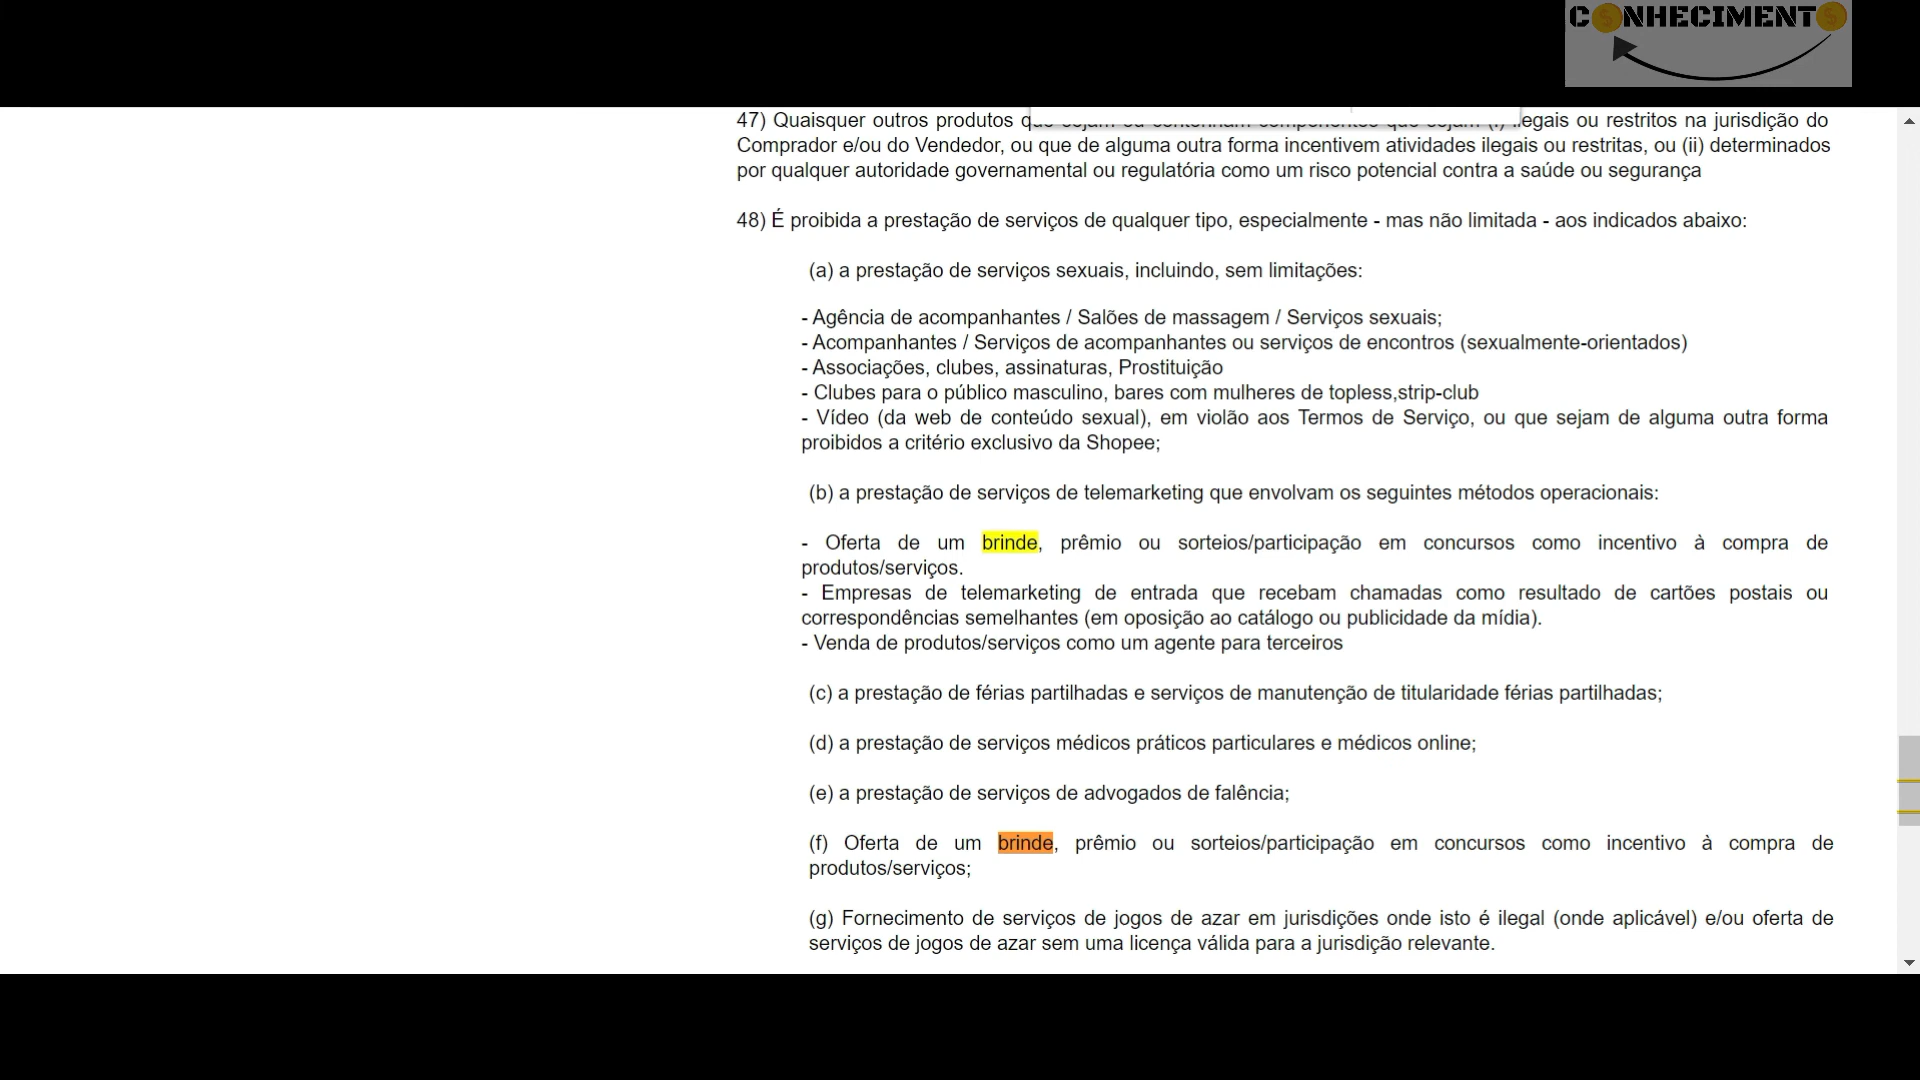 CONHECIMENTO
47) Quaisquer outros produtos que sejam ou contenham componentes que sejam (i) ilegais ou restritos na jurisdição do
Comprador e/ou do Vendedor, ou que de alguma outra forma incentivem atividades ilegais ou restritas, ou (ii) determinados
por qualquer autoridade governamental ou regulatória como um risco potencial contra a saúde ou segurança
48) É proibida a prestação de serviços de qualquer tipo, especialmente - mas não limitada - aos indicados abaixo:
(a) a prestação de serviços sexuais, incluindo, sem limitações:
- Agência de acompanhantes / Salões de massagem / Serviços sexuais;
- Acompanhantes / Serviços de acompanhantes ou serviços de encontros (sexualmente-orientados)
- Associações, clubes, assinaturas, Prostituição
- Clubes para o público masculino, bares com mulheres de topless,strip-club
- Vídeo (da web de conteúdo sexual), em violão aos Termos de Serviço, ou que sejam de alguma outra forma
proibidos a critério exclusivo da Shopee;
(b) a prestação de serviços de telemarketing que envolvam os seguintes métodos operacionais:
- Oferta de um brinde, prêmio ou sorteios/participação em concursos como incentivo à compra de
produtos/serviços.
- Empresas de telemarketing de entrada que recebam chamadas como resultado de cartões postais ou
correspondências semelhantes (em oposição ao catálogo ou publicidade da mídia).
- Venda de produtos/serviços como um agente para terceiros
(c) a prestação de férias partilhadas e serviços de manutenção de titularidade férias partilhadas;
(d) a prestação de serviços médicos práticos particulares e médicos online;
(e) a prestação de serviços de advogados de falência;
(f) Oferta de um brinde, prêmio ou sorteios/participação em concursos como incentivo à compra de
produtos/serviços;
(g) Fornecimento de serviços de jogos de azar em jurisdições onde isto é ilegal (onde aplicável) e/ou oferta de
serviços de jogos de azar sem uma licença válida para a jurisdição relevante.